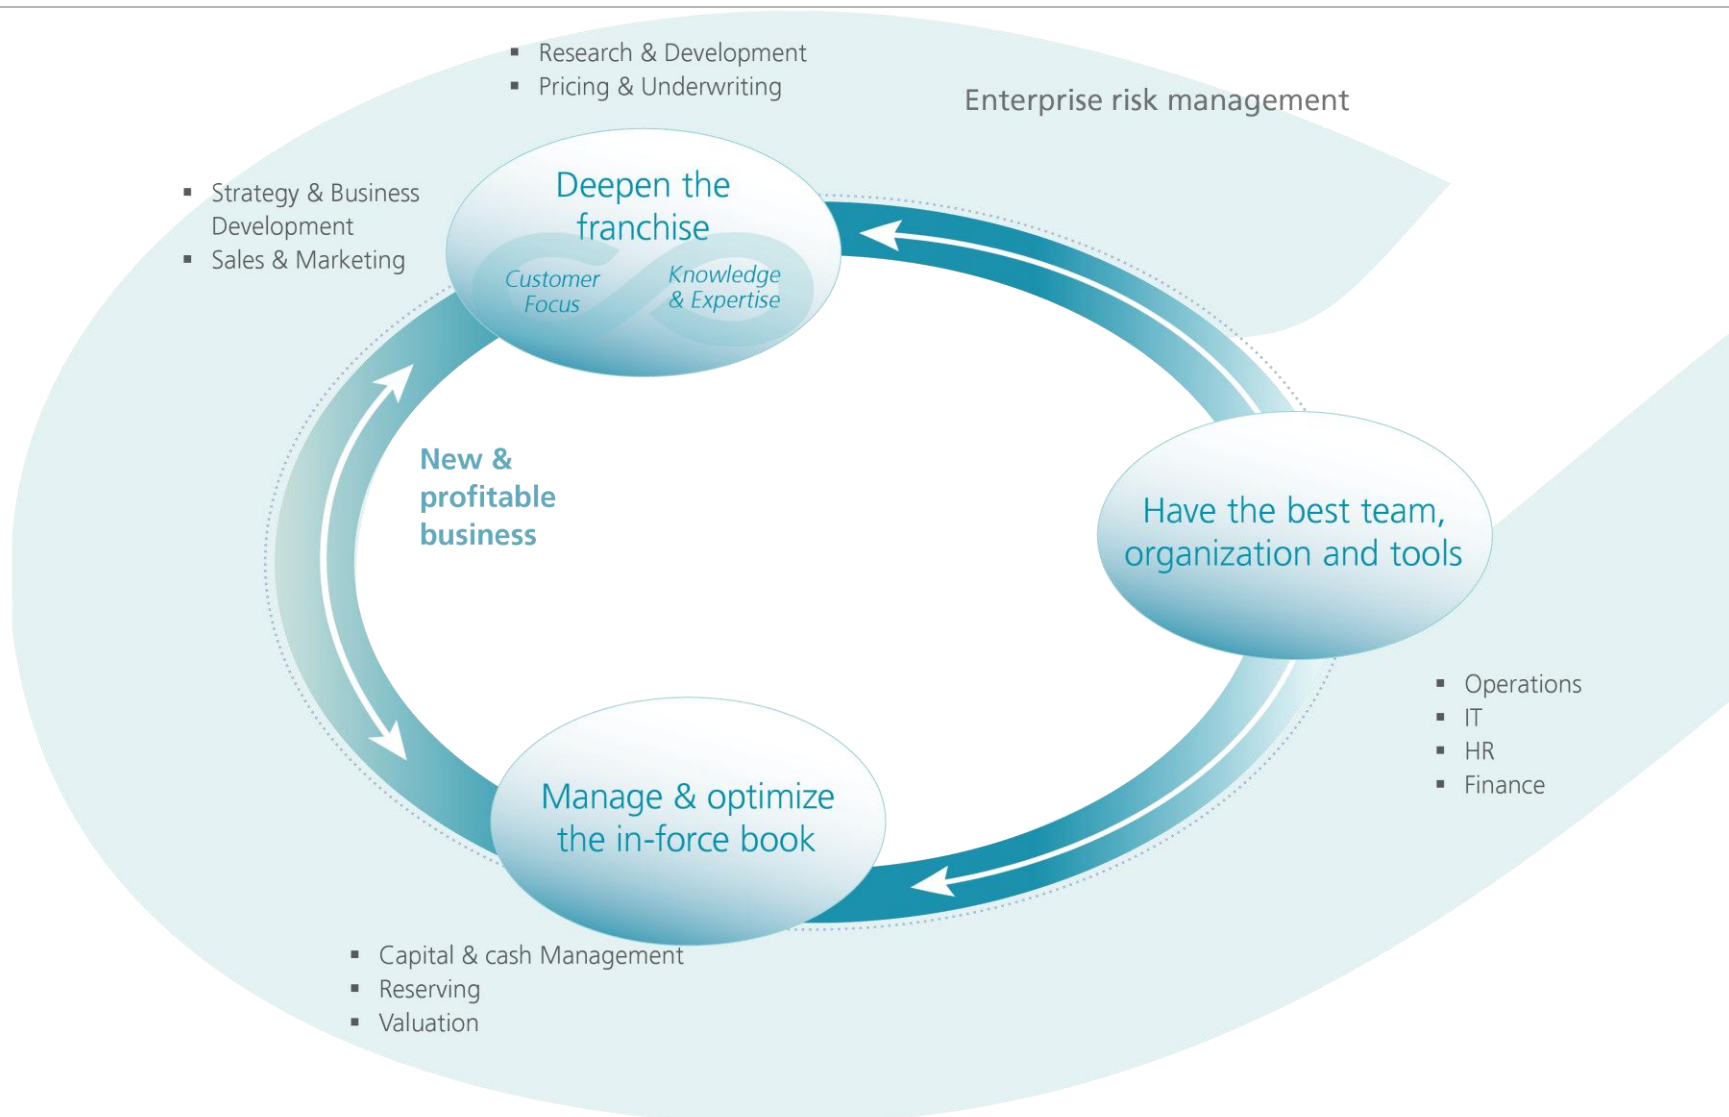 ▪ Research & Development
▪ Pricing & Underwriting
Enterprise risk management
▪ Strategy & Business
Development
▪ Sales & Marketing
Deepen the
franchise
Customer
Focus
Knowledge
& Expertise
New &
profitable
business
Have the best team,
organization and tools
▪ Operations
▪ IT
▪ HR
▪ Finance
Manage & optimize
the in-force book
▪ Capital & cash Management
▪ Reserving
▪ Valuation